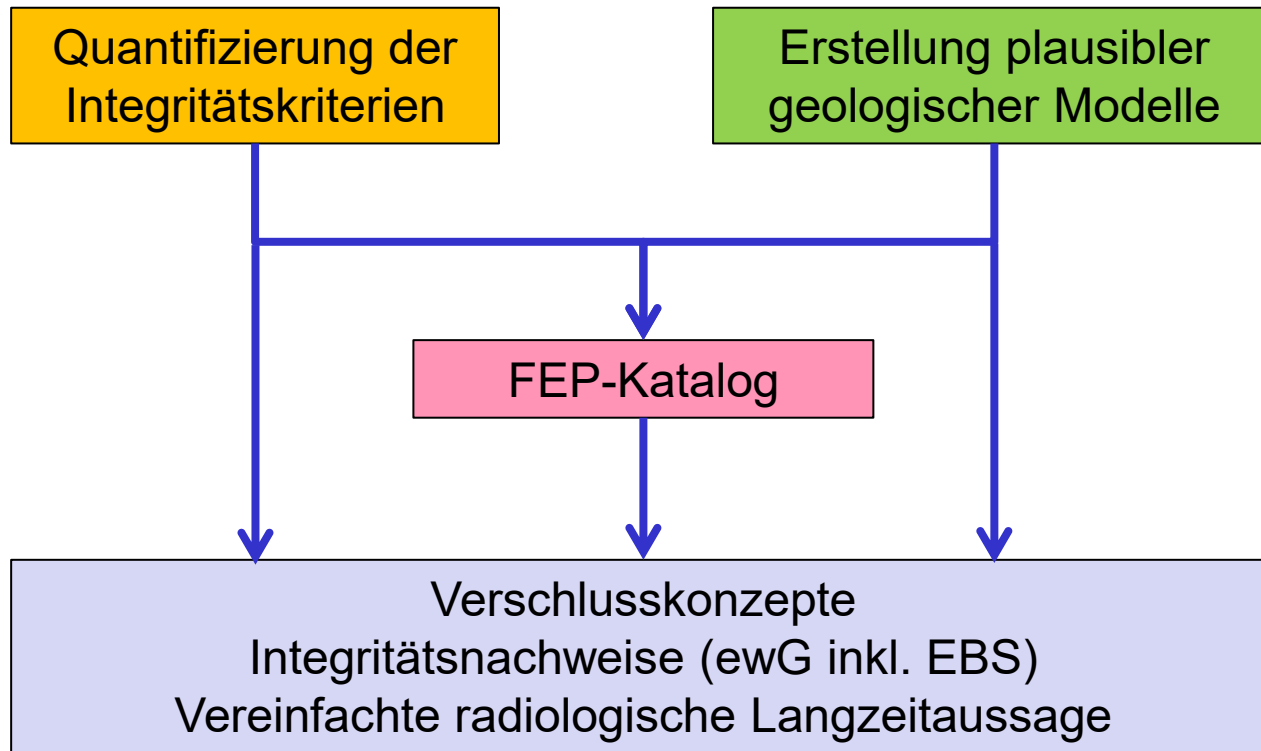 Quantifizierung der
Integritätskriterien
Erstellung plausibler
geologischer Modelle
FEP-Katalog
Verschlusskonzepte
Integritätsnachweise (ewG inkl. EBS)
Vereinfachte radiologische Langzeitaussage